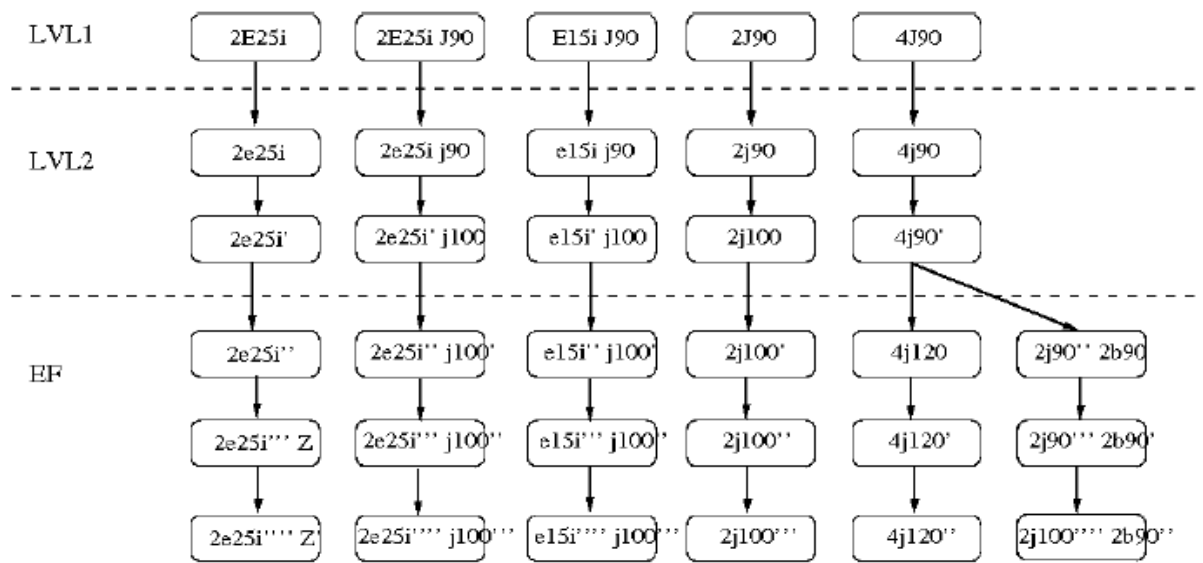 LVL1 2E25i 2E25i J90 E15i J90 2J90 4J90
LVL2 2e25i 2e25i j90 e15i j90 2j90 4j90
2e25i' 2e25i' j100 e15i' j100 2j100 4j90'
EF 2e25i'' 2e25i'' j100' e15i'' j100' 2j100' 4j120 2j90'' 2b90
2e25i''' Z 2e25i''' j100'' e15i''' j100'' 2j100'' 4j120' 2j90''' 2b90'
2e25i'''' Z' 2e25i'''' j100''' e15i'''' j100''' 2j100''' 4j120'' 2j100'''' 2b90''